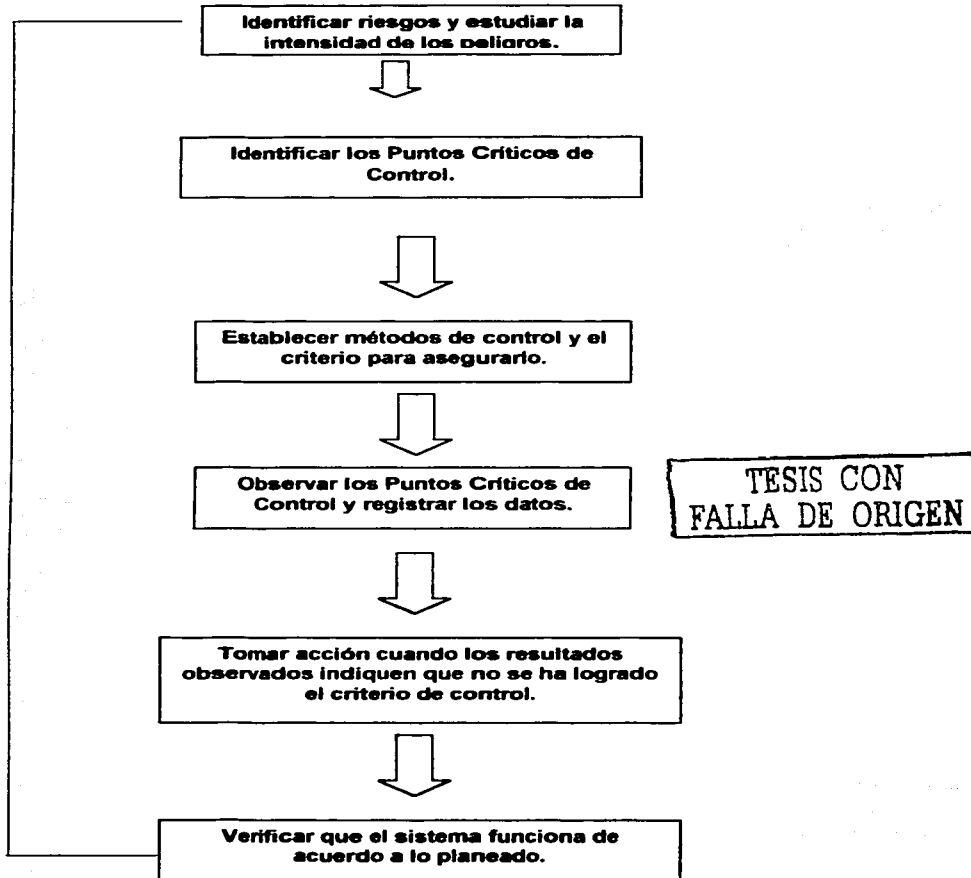 Identificar riesgos y estudiar la
intensidad de los peligros.
Identificar los Puntos Críticos de
Control.
Establecer métodos de control y el
criterio para asegurarlo.
Observar los Puntos Críticos de
Control y registrar los datos.
TESIS CON
FALLA DE ORIGEN
Tomar acción cuando los resultados
observados indiquen que no se ha logrado
el criterio de control.
Verificar que el sistema funciona de
acuerdo a lo planeado.